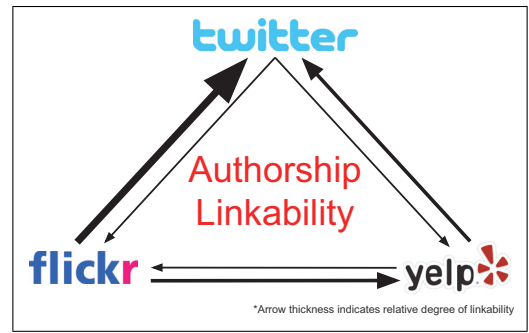 twitter
Authorship
Linkability
flickr
yelp
*Arrow thickness indicates relative degree of linkability